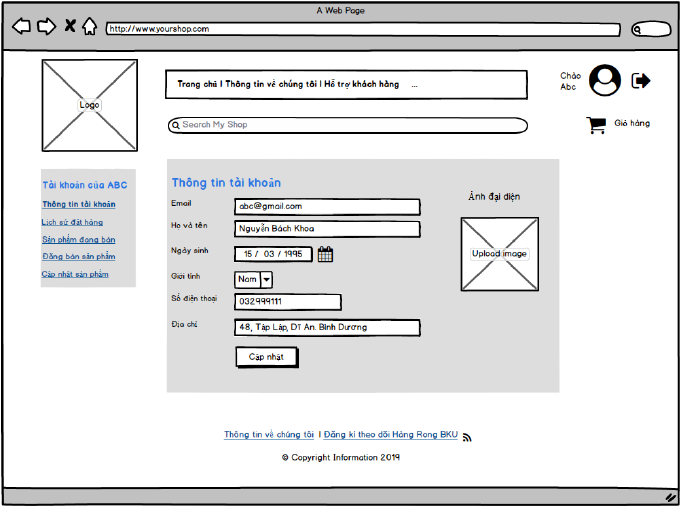 A Web Page
http://www.yourshop.com
Logo
Trang chủ | Thông tin về chúng tôi | Hỗ trợ khách hàng ...
Chào
Abc
Search My Shop
Giỏ hàng
Tài khoản của ABC
Thông tin tài khoản
Lịch sử đặt hàng
Sản phẩm đang bán
Đăng bán sản phẩm
Cập nhật sản phẩm
Thông tin tài khoản
Email
abc@gmail.com
Họ và tên
Nguyễn Bách Khoa
Ngày sinh
15 / 03 / 1995
Giới tính
Nam
Số điện thoại
032999111
Địa chỉ
48, Táp Láp, DT An. Bình Dương
Cập nhật
Ảnh đại diện
Upload image
Thông tin về chúng tôi | Đăng kí theo dõi Hàng Rong BKU
© Copyright Information 2019